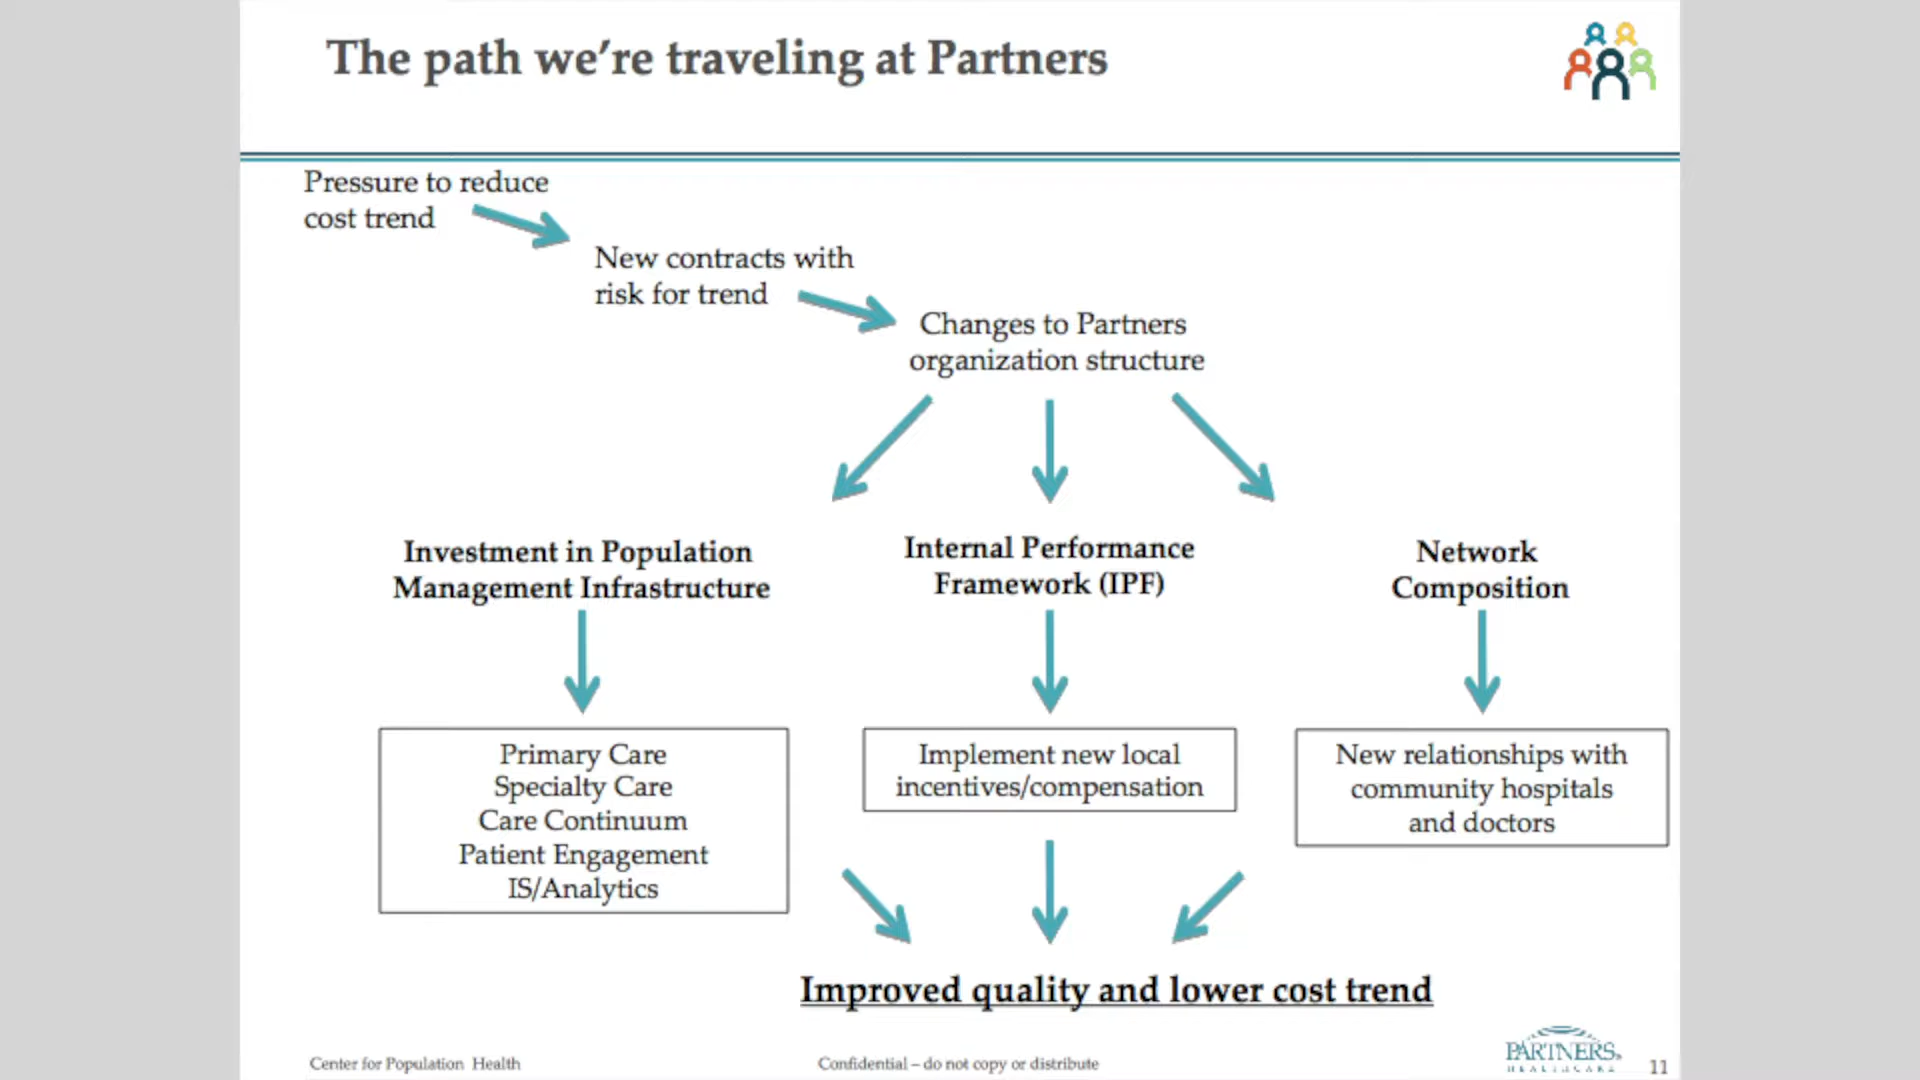 The path we’re traveling at Partners
Pressure to reduce
cost trend
New contracts with
risk for trend
Changes to Partners
organization structure
Investment in Population
Management Infrastructure
Internal Performance
Framework (IPF)
Network
Composition
Primary Care
Specialty Care
Care Continuum
Patient Engagement
IS/Analytics
Implement new local
incentives/compensation
New relationships with
community hospitals
and doctors
Improved quality and lower cost trend
Center for Population Health
Confidential – do not copy or distribute
PARTNERS®
HEALTHCARE
11